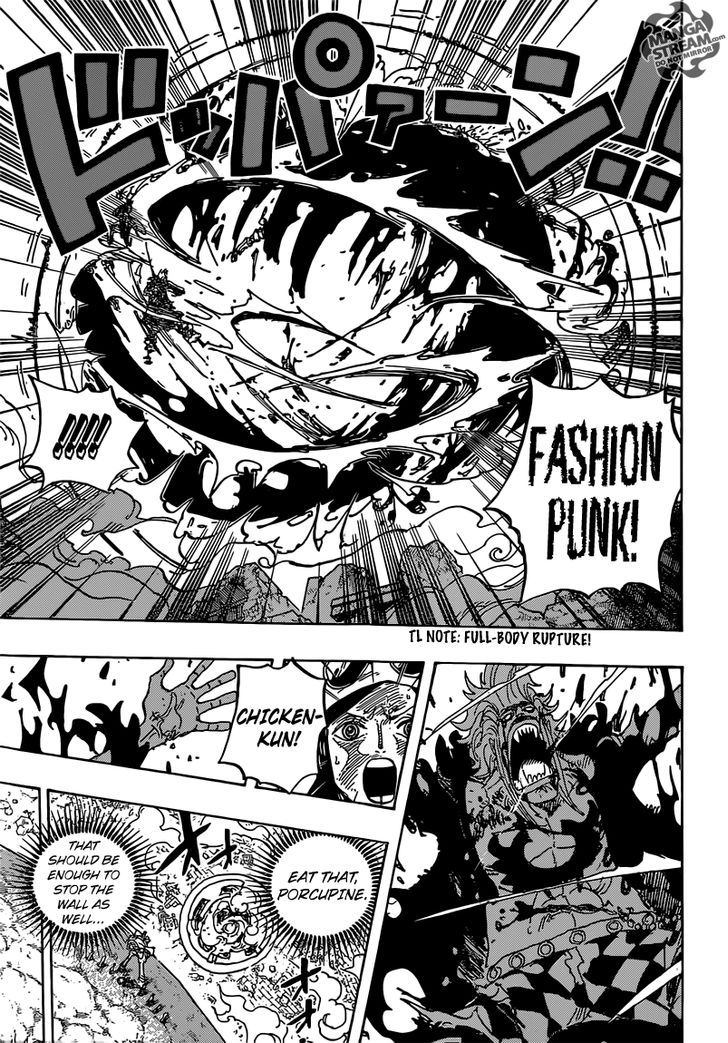 MANGA
STREAM.com
DO NOT MIRROR
ドッパァーン!!
FASHION
PUNK!
!!!!
TL NOTE: FULL-BODY RUPTURE!
CHICKEN-
KUN!
EAT THAT,
PORCUPINE.
THAT
SHOULD BE
ENOUGH TO
STOP THE
WALL AS
WELL...